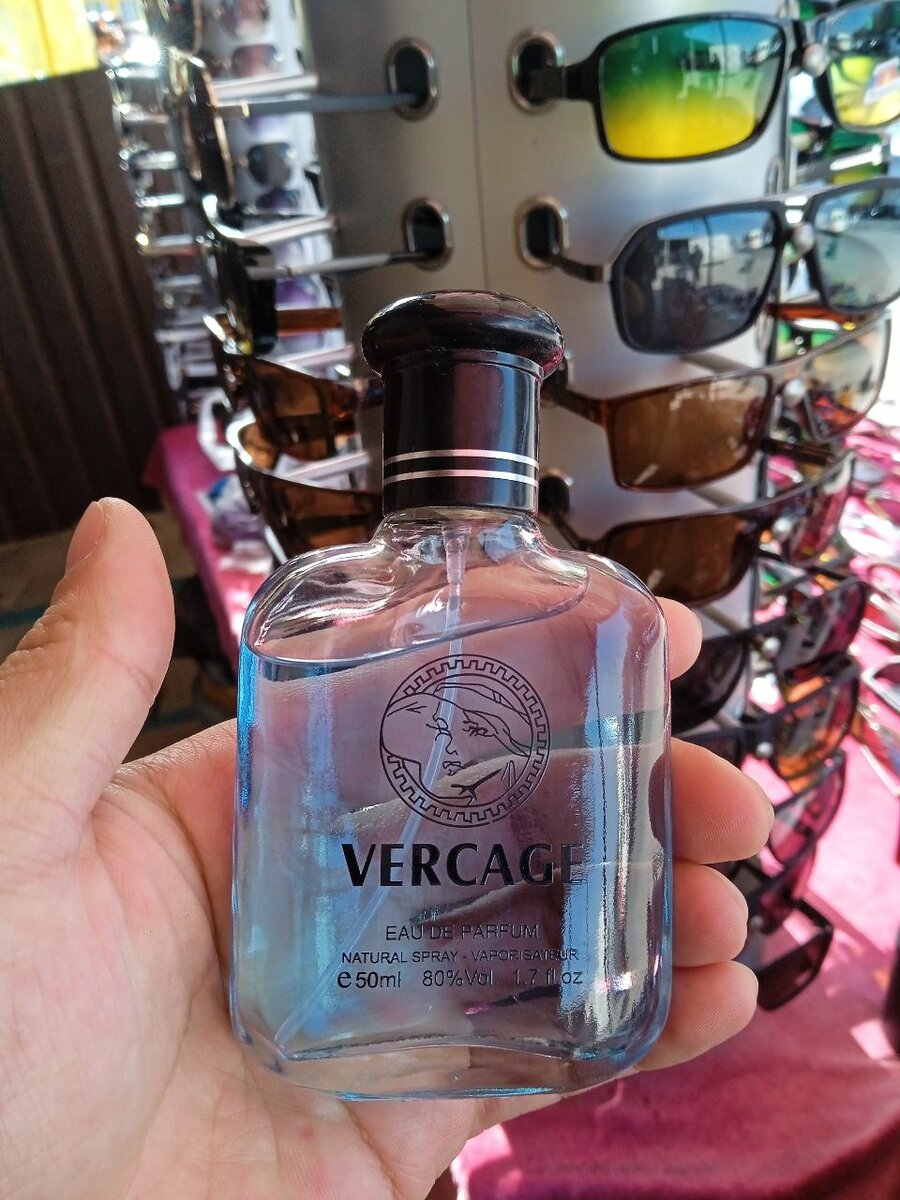 VERCAGE
EAU DE PARFUM
NATURAL SPRAY - VAPORISATEUR
e 50ml 80%Vol. 1.7 fl oz